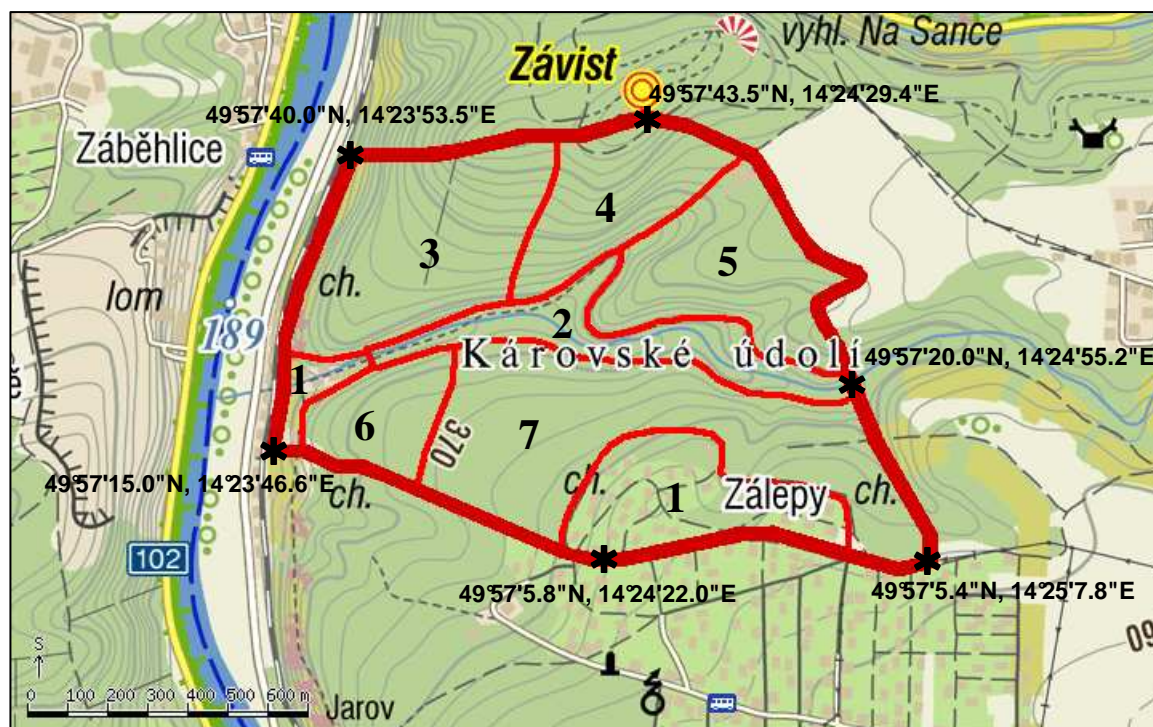 vyhl. Na Sance
Závist
49°57'43.5"N, 14°24'29.4"E
49°57'40.0"N, 14°23'53.5"E
Záběhlice
4
3
5
ch.
lom
189
2
Károvské údolí
49°57'20.0"N, 14°24'55.2"E
1
6
7
370
49°57'15.0"N, 14°23'46.6"E
ch.
ch.
1
Zálepy
ch.
102
49°57'5.8"N, 14°24'22.0"E
49°57'5.4"N, 14°25'7.8"E
S
0 100 200 300 400 500 600 m
Jarov